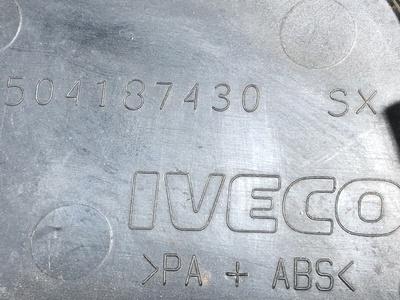 504187430 SX
IVECO
>PA + ABS<